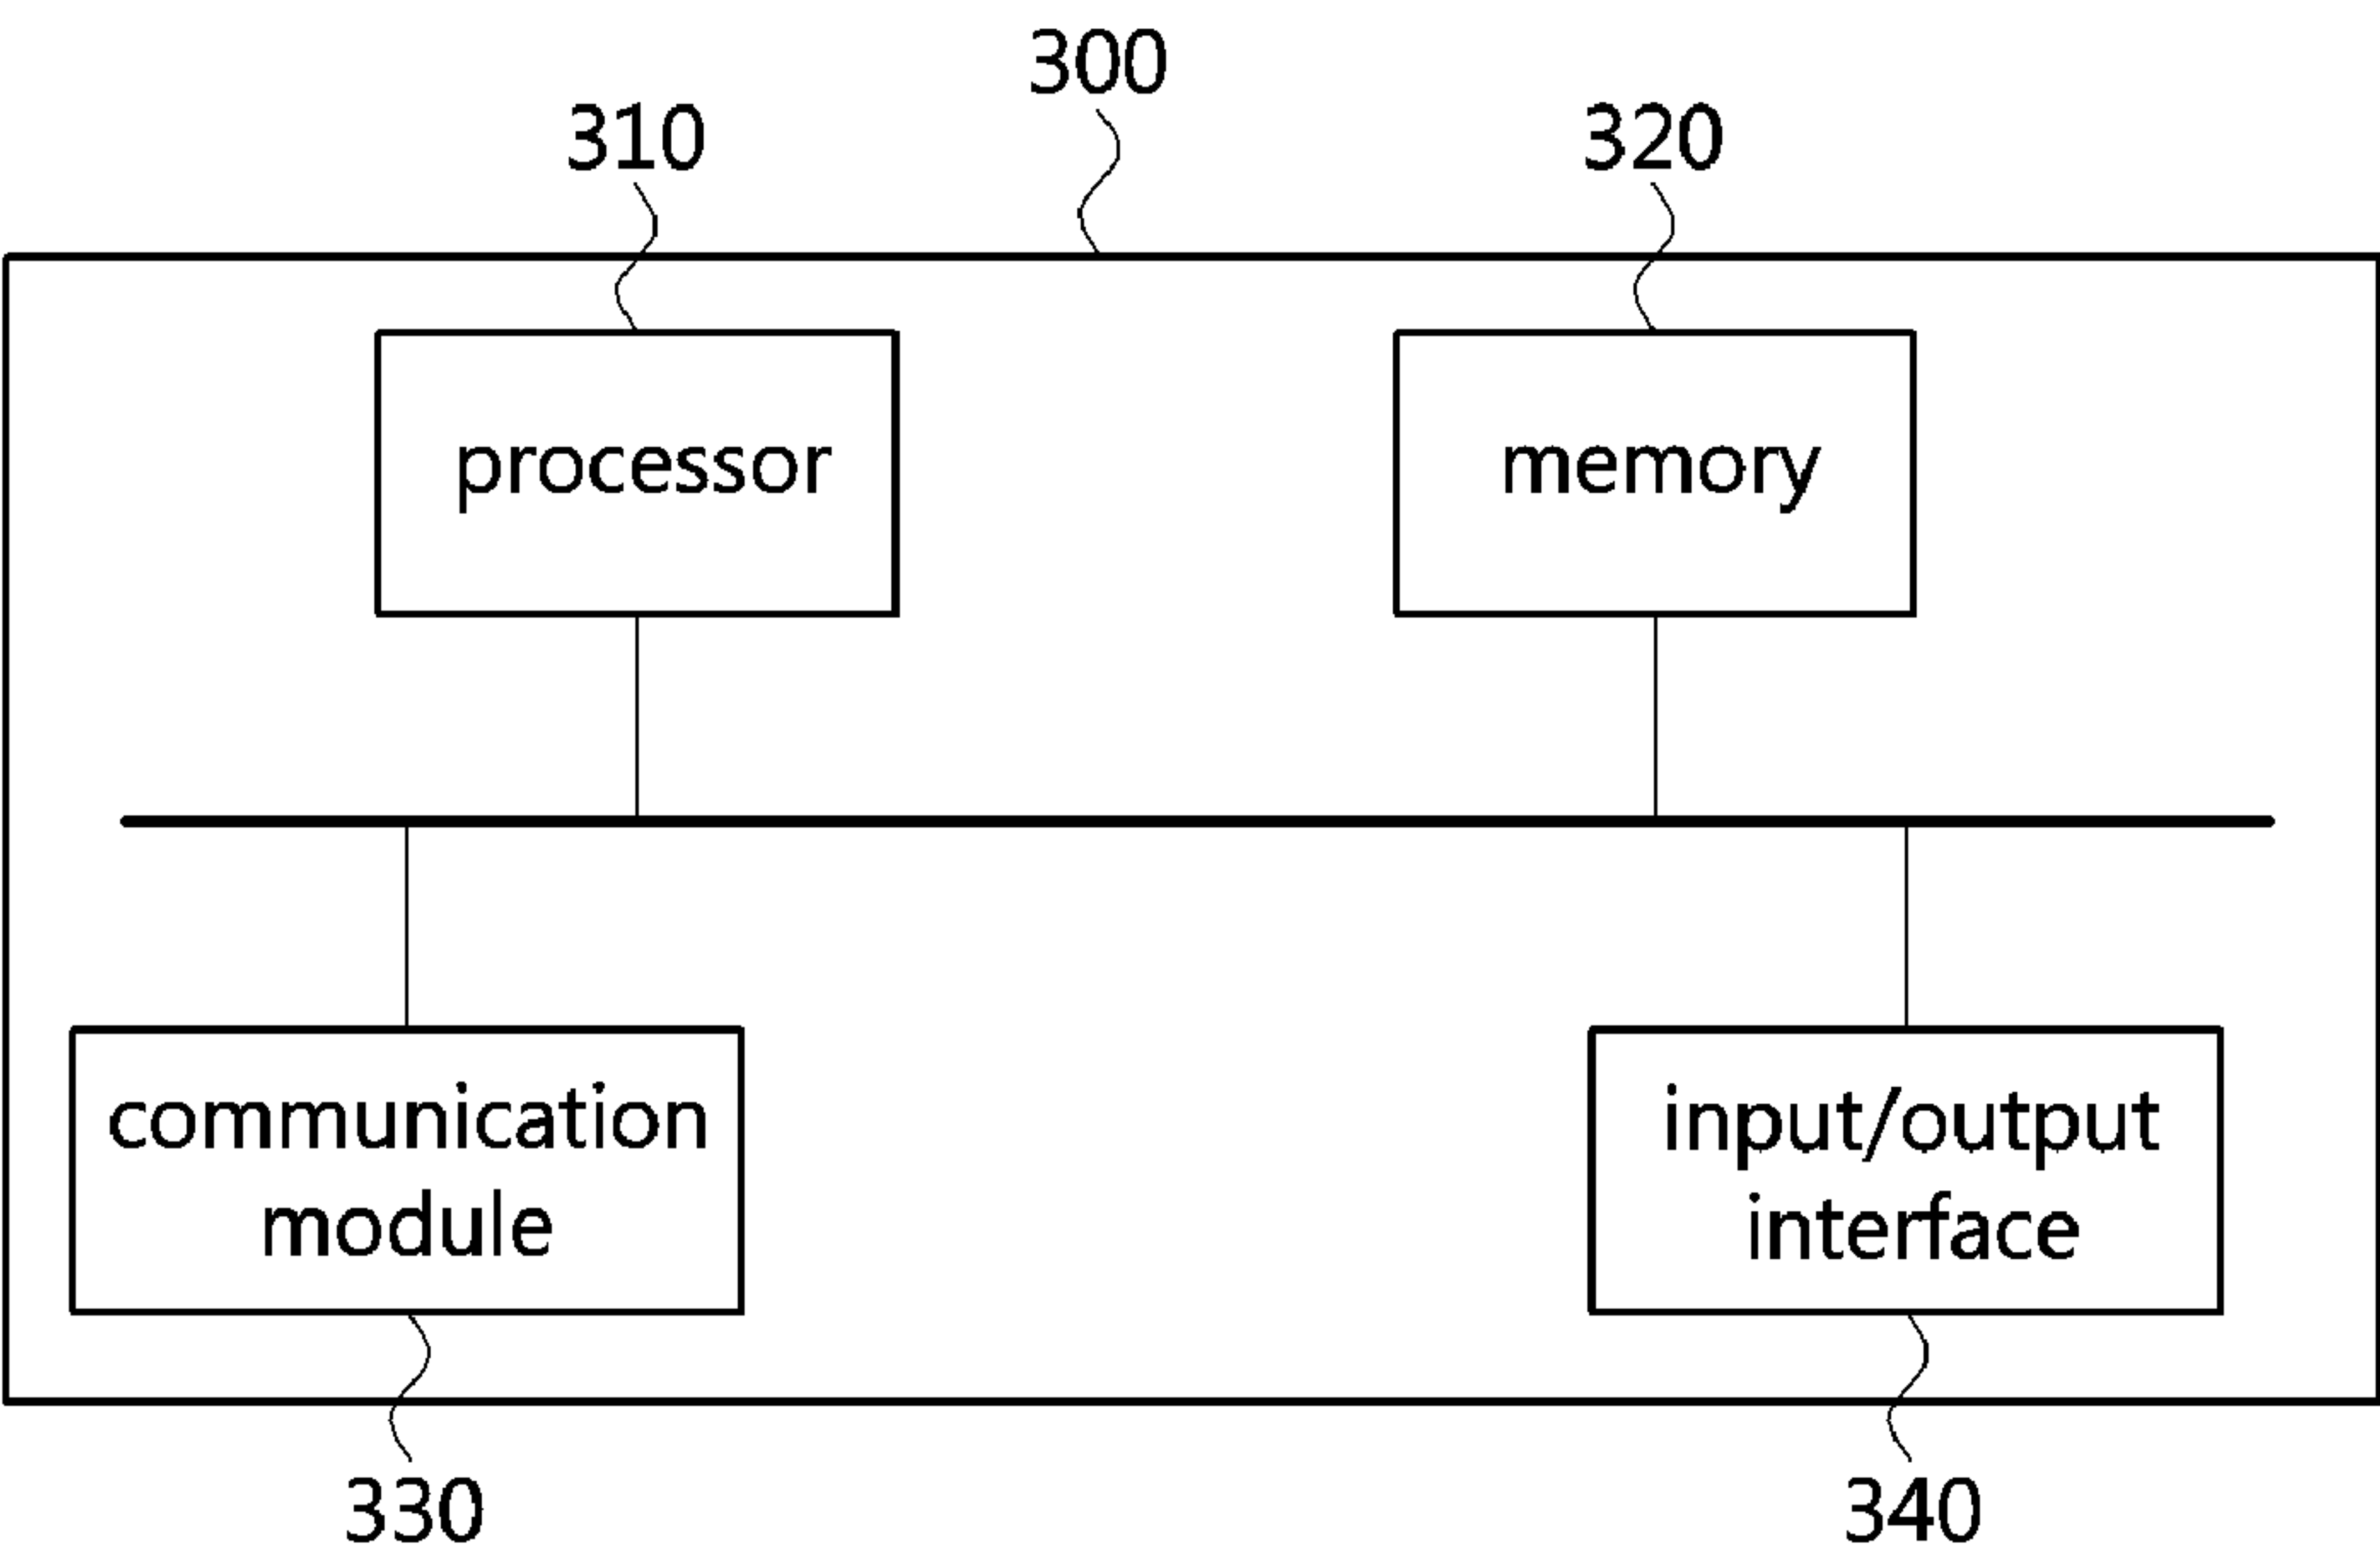 300
310
320
processor
memory
communication
module
input/output
interface
330
340